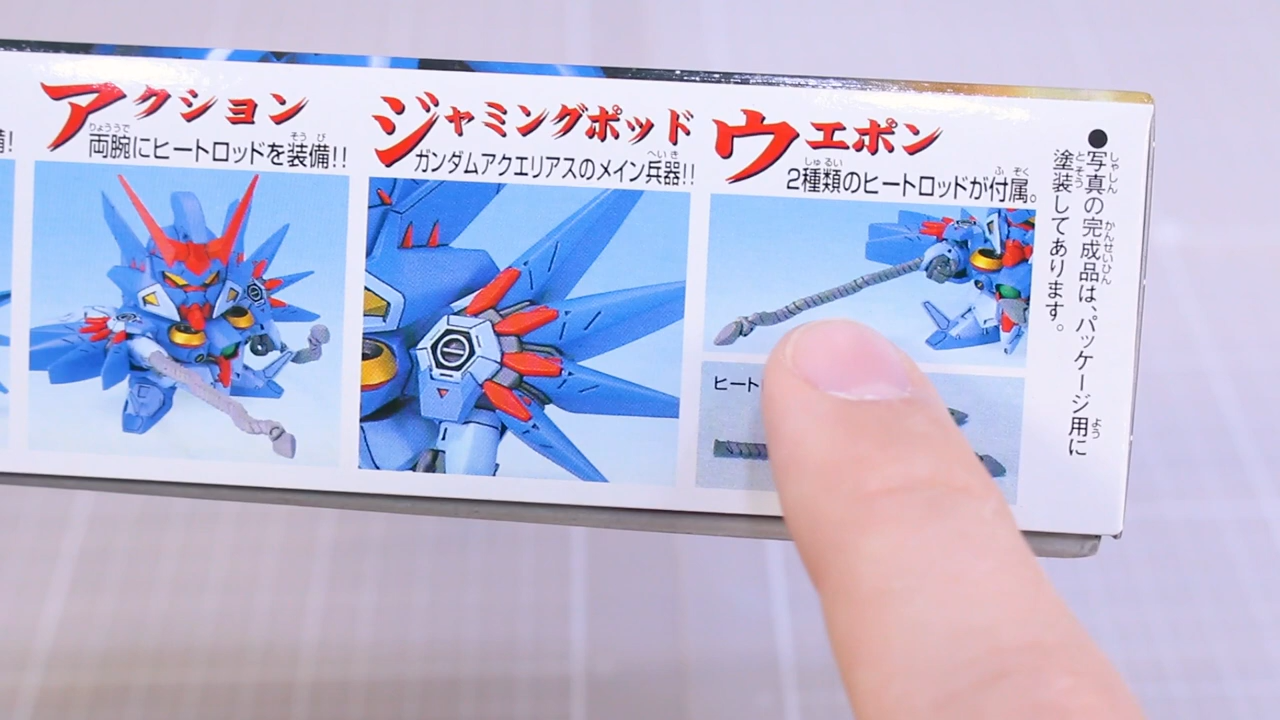 アクション
両腕にヒートロッドを装備!!
ジャミングポッド
ガンダムアクエリアスのメイン兵器!!
ウエポン
2種類のヒートロッドが付属。
ヒート
●写真の完成品は、パッケージ用に
塗装してあります。